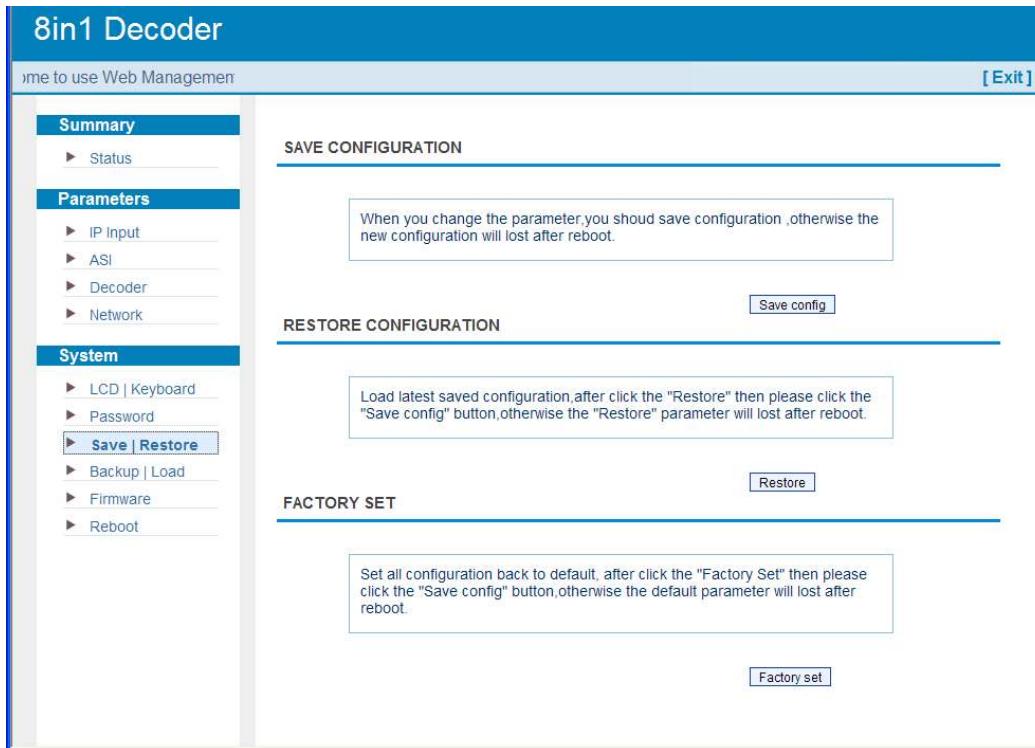 8in1 Decoder
ome to use Web Managemen
[ Exit ]
Summary
Status
Parameters
IP Input
ASI
Decoder
Network
System
LCD | Keyboard
Password
Save | Restore
Backup | Load
Firmware
Reboot
SAVE CONFIGURATION
When you change the parameter,you shoud save configuration ,otherwise the
new configuration will lost after reboot.
Save config
RESTORE CONFIGURATION
Load latest saved configuration,after click the "Restore" then please click the
"Save config" button,otherwise the "Restore" parameter will lost after reboot.
Restore
FACTORY SET
Set all configuration back to default, after click the "Factory Set" then please
click the "Save config" button,otherwise the default parameter will lost after
reboot.
Factory set